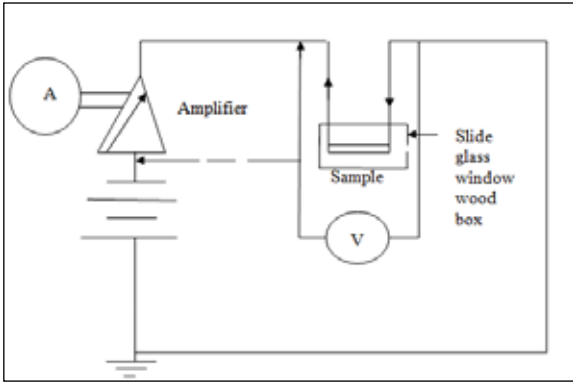 A
Amplifier
Sample
Slide
glass
window
wood
box
V